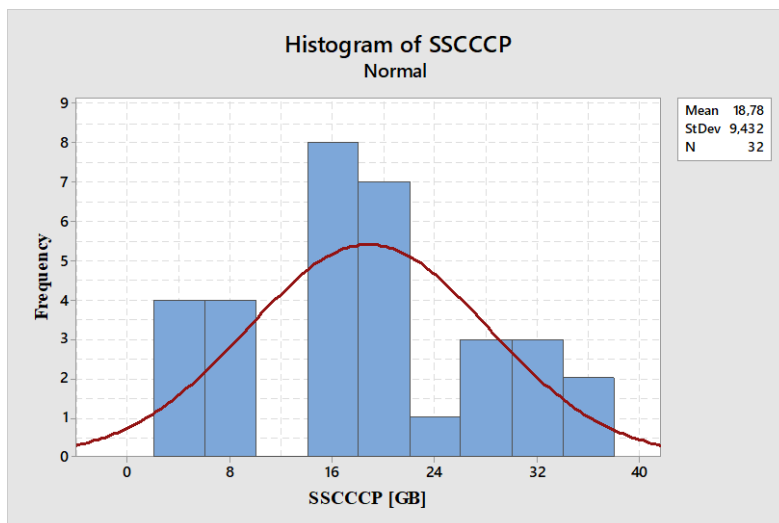 Histogram of SSCCCP
Normal
9
8
7
6
5
4
3
2
1
0
Frequency
0 8 16 24 32 40
SSCCCP [GB]
Mean 18,78
StDev 9,432
N 32